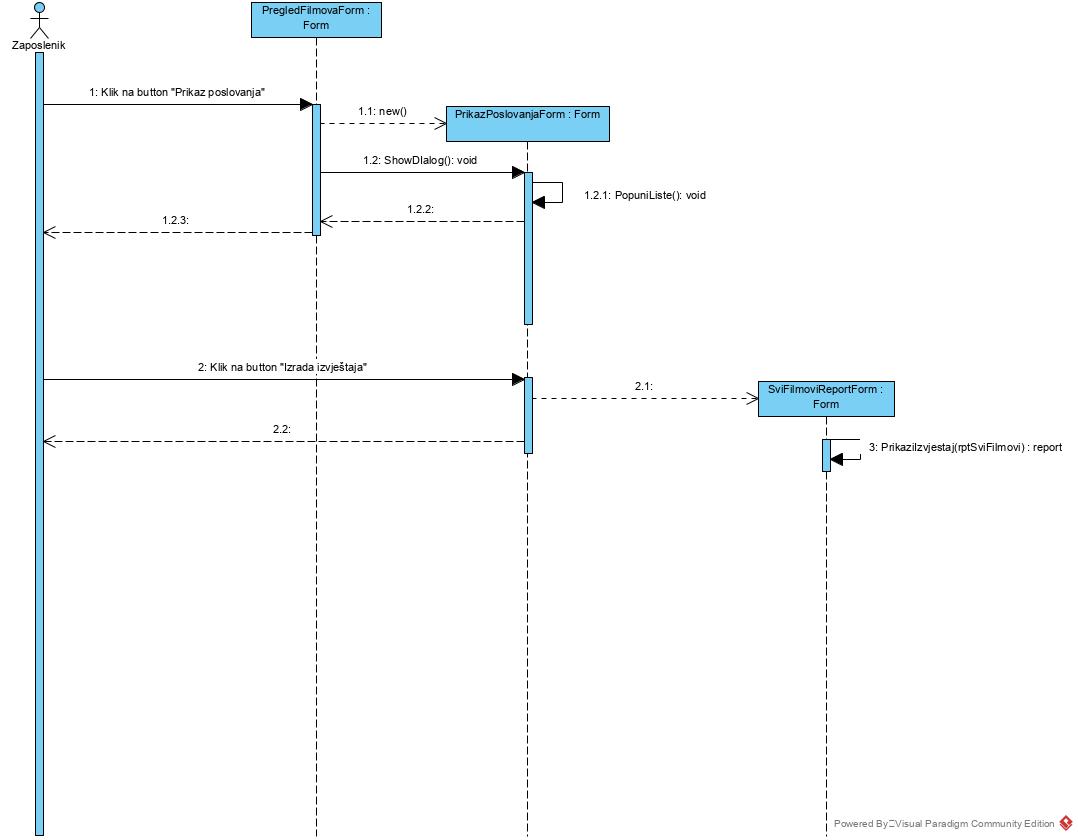 PregledFilmovaForm :
Form
Zaposlenik
1: Klik na button "Prikaz poslovanja"
1.1: new()
PrikazPoslovanjaForm : Form
1.2: ShowDIalog(): void
1.2.1: PopuniListe(): void
1.2.2:
1.2.3:
2: Klik na button "Izrada izvještaja"
2.1:
SviFilmoviReportForm :
Form
2.2:
3: PrikaziIzvjestaj(rptSviFilmovi) : report
Powered By Visual Paradigm Community Edition